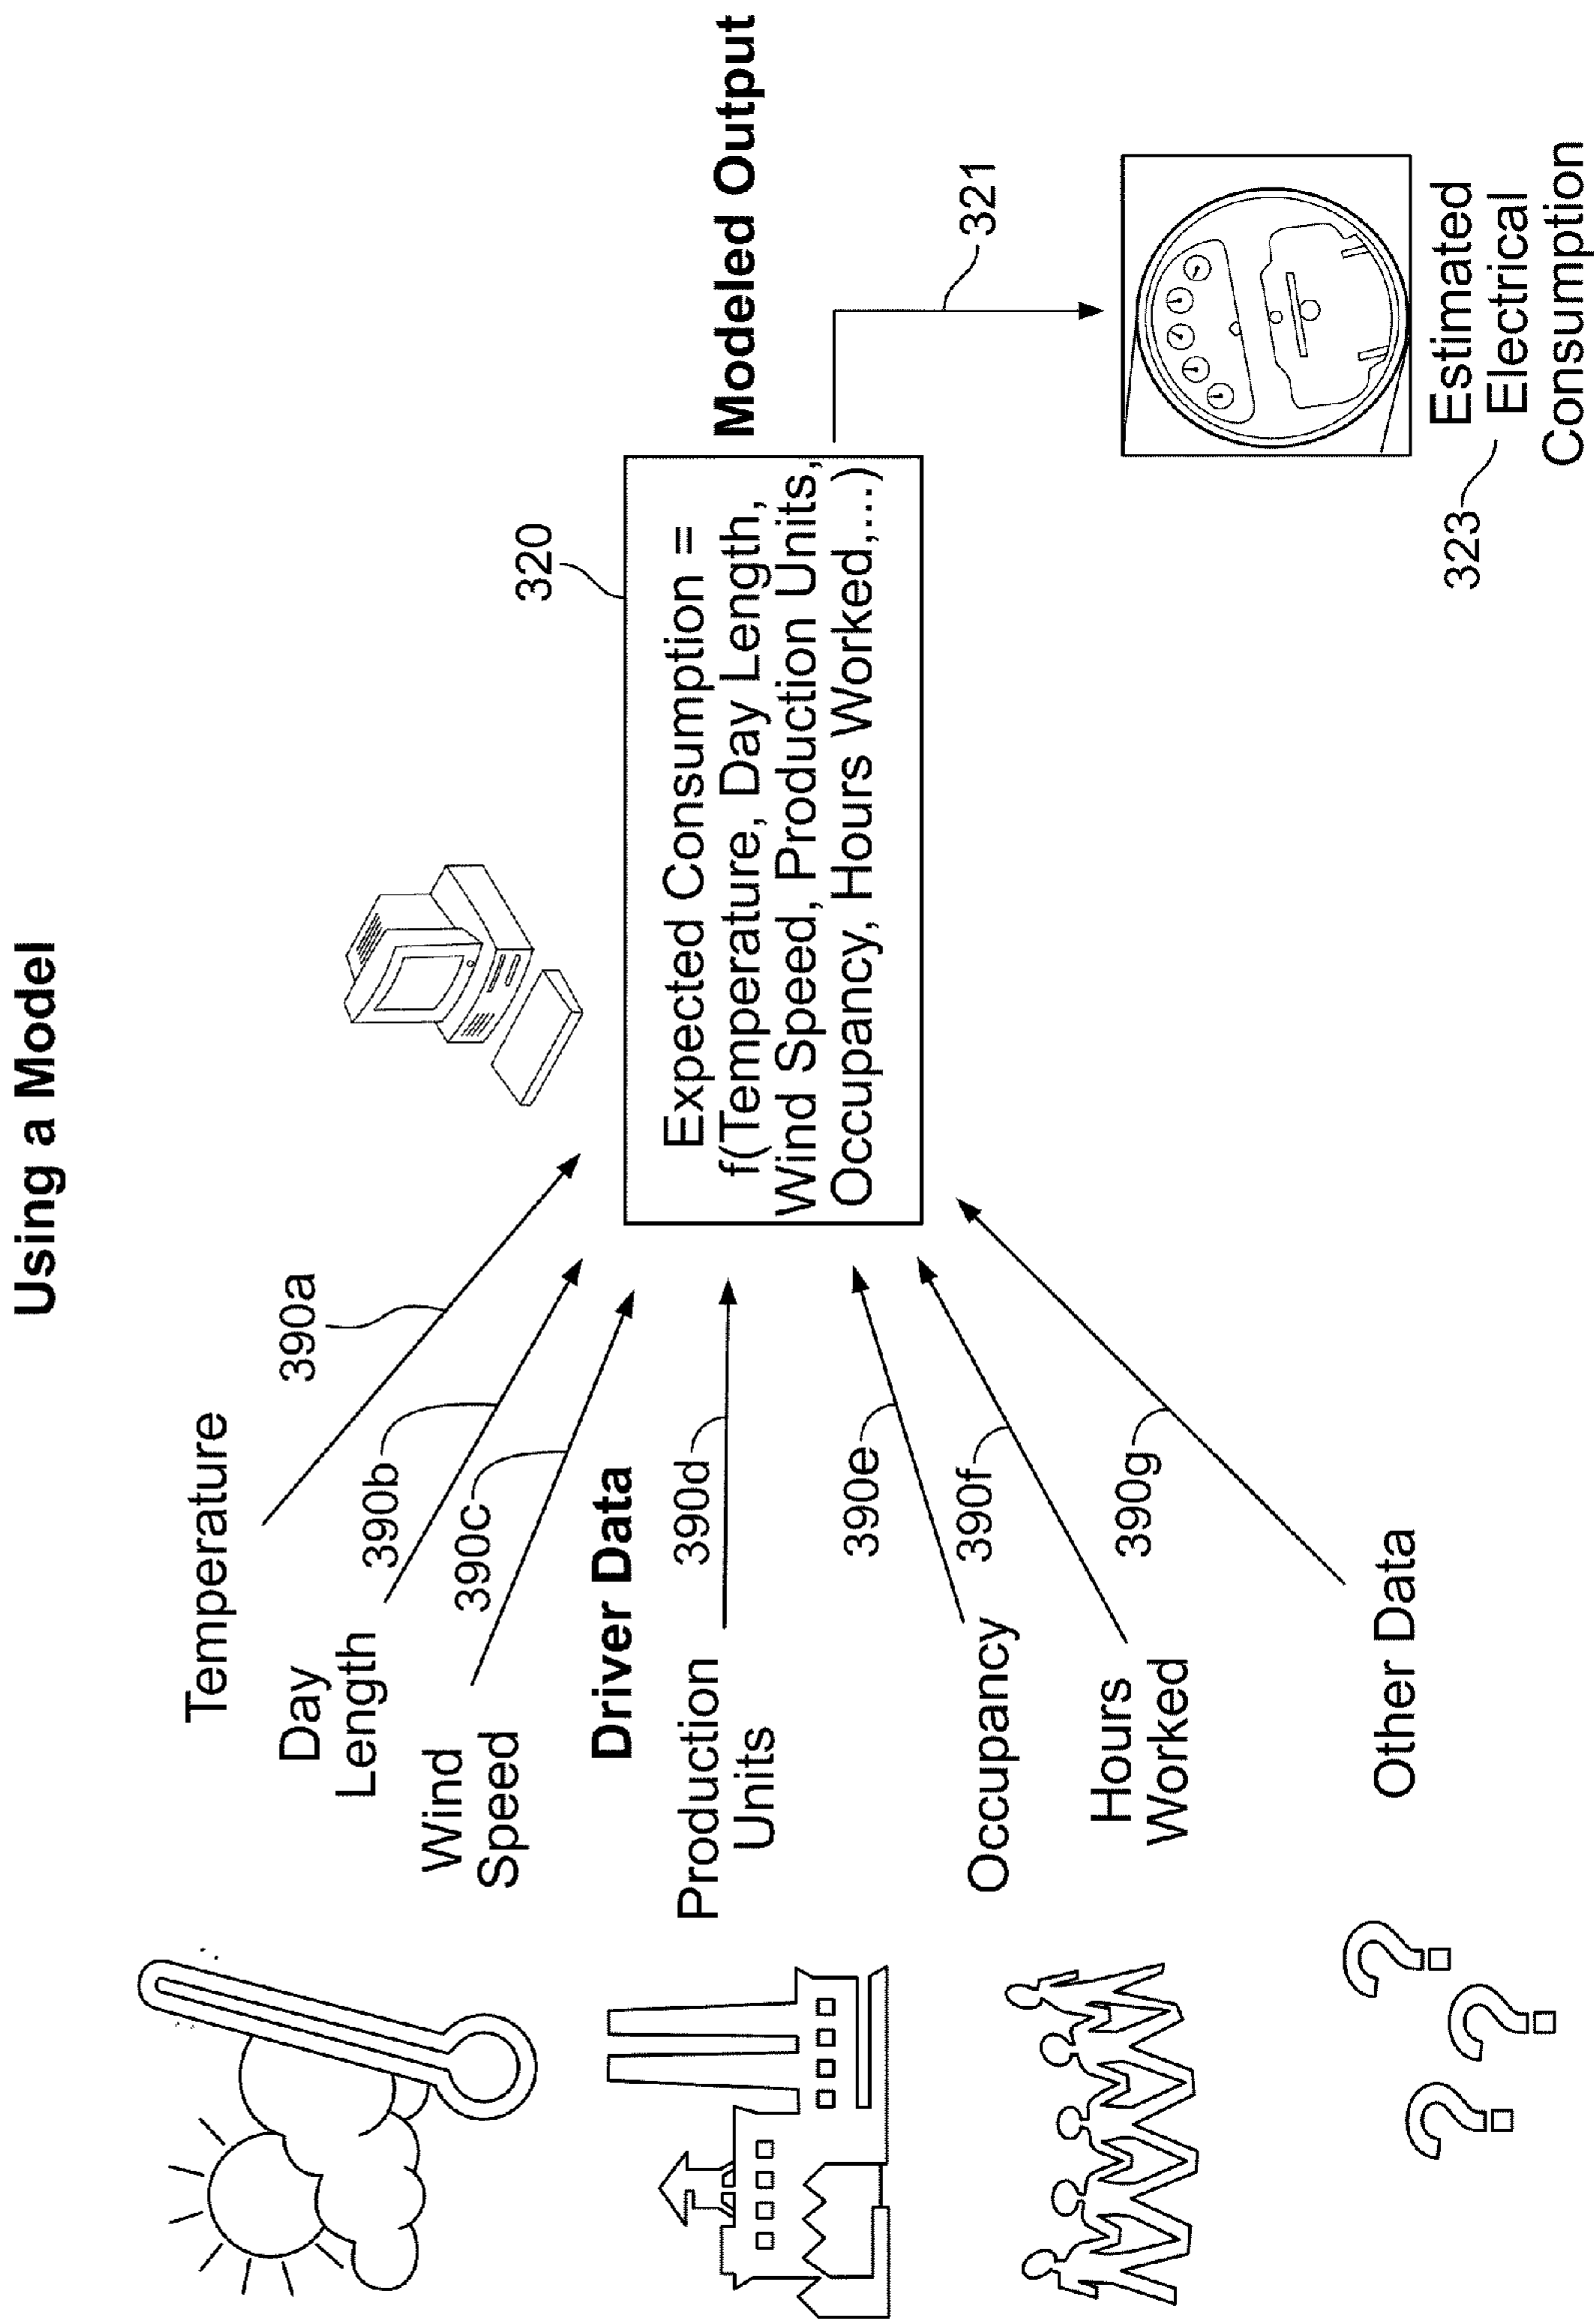 Using a Model
Temperature
390a
Day
Length
390b
Wind
Speed
390c
Driver Data
Production
Units
390d
Occupancy
390e
Hours
Worked
390f
Other Data
390g
320
Expected Consumption =
f(Temperature, Day Length,
Wind Speed, Production Units,
Occupancy, Hours Worked,...)
Modeled Output
321
323
Estimated
Electrical
Consumption